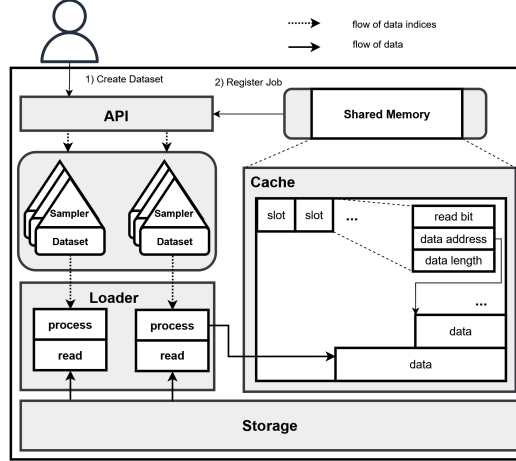 flow of data indices
flow of data
1) Create Dataset
2) Register Job
API
Shared Memory
Sampler
Dataset
Sampler
Dataset
Cache
slot
slot
...
read bit
data address
data length
...
data
data
Loader
process
read
process
read
Storage